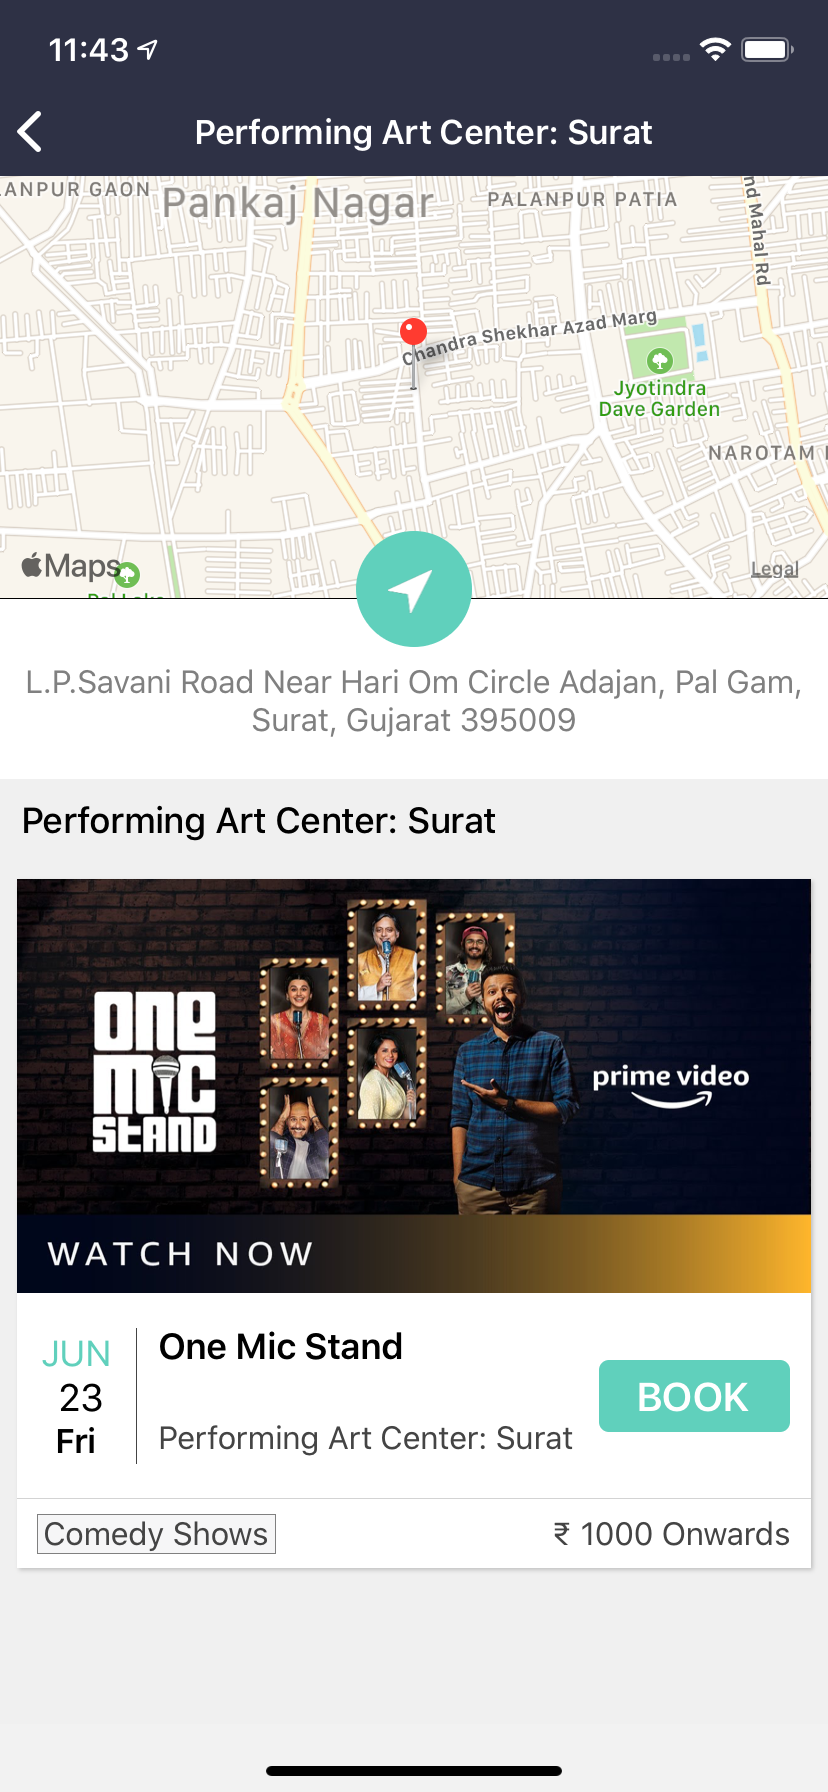 11:43
Performing Art Center: Surat
ANPUR GAON
Pankaj Nagar
PALANPUR PATIA
nd Mahal Rd
Chandra Shekhar Azad Marg
Jyotindra
Dave Garden
NAROTAM
Maps
Legal
L.P.Savani Road Near Hari Om Circle Adajan, Pal Gam,
Surat, Gujarat 395009
Performing Art Center: Surat
one
mic
stand
prime video
WATCH NOW
JUN
23
Fri
One Mic Stand
Performing Art Center: Surat
BOOK
Comedy Shows
₹ 1000 Onwards